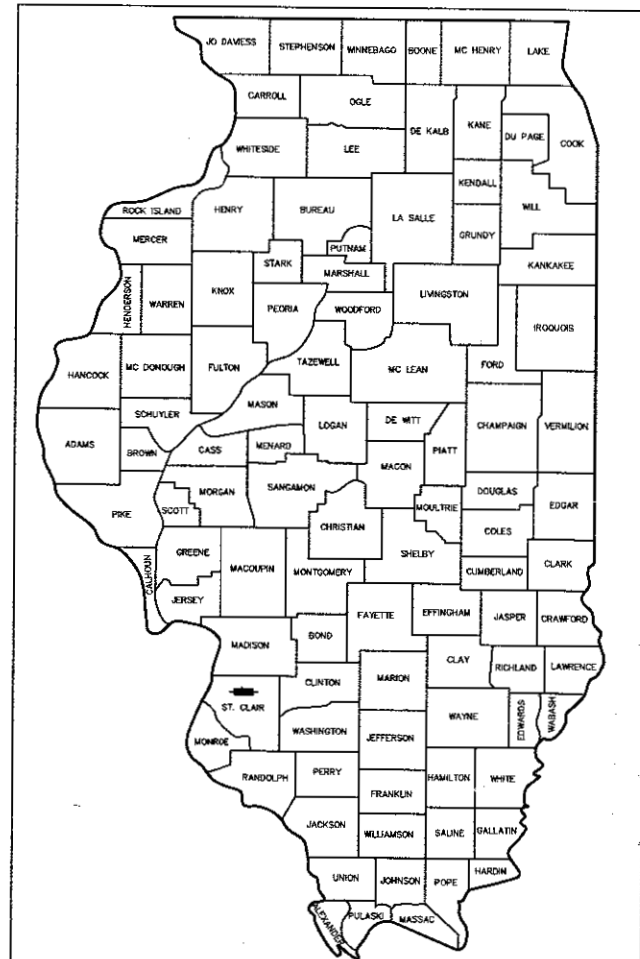 JO DAVIESS
STEPHENSON
WINNEBAGO
BOONE
MC HENRY
LAKE
CARROLL
OGLE
DE KALB
KANE
DU PAGE
COOK
WHITESIDE
LEE
KENDALL
ROCK ISLAND
HENRY
BUREAU
LA SALLE
WILL
GRUNDY
MERCER
PUTNAM
STARK
MARSHALL
KANKAKEE
HENDERSON
WARREN
KNOX
PEORIA
WOODFORD
LIVINGSTON
IROQUOIS
HANCOCK
MC DONOUGH
FULTON
TAZEWELL
MC LEAN
FORD
SCHUYLER
MASON
LOGAN
DE WITT
CHAMPAIGN
VERMILION
ADAMS
BROWN
CASS
MENARD
MACON
PIATT
PIKE
SCOTT
MORGAN
SANGAMON
CHRISTIAN
MOULTRIE
DOUGLAS
EDGAR
COLES
CALHOUN
GREENE
MACOUPIN
MONTGOMERY
SHELBY
CUMBERLAND
CLARK
JERSEY
FAYETTE
EFFINGHAM
JASPER
CRAWFORD
MADISON
BOND
CLAY
RICHLAND
LAWRENCE
CLINTON
MARION
ST. CLAIR
WAYNE
EDWARDS
WABASH
MONROE
WASHINGTON
JEFFERSON
RANDOLPH
PERRY
HAMILTON
WHITE
FRANKLIN
JACKSON
WILLIAMSON
SALINE
GALLATIN
UNION
JOHNSON
POPE
HARDIN
ALEXANDER
PULASKI
MASSAC